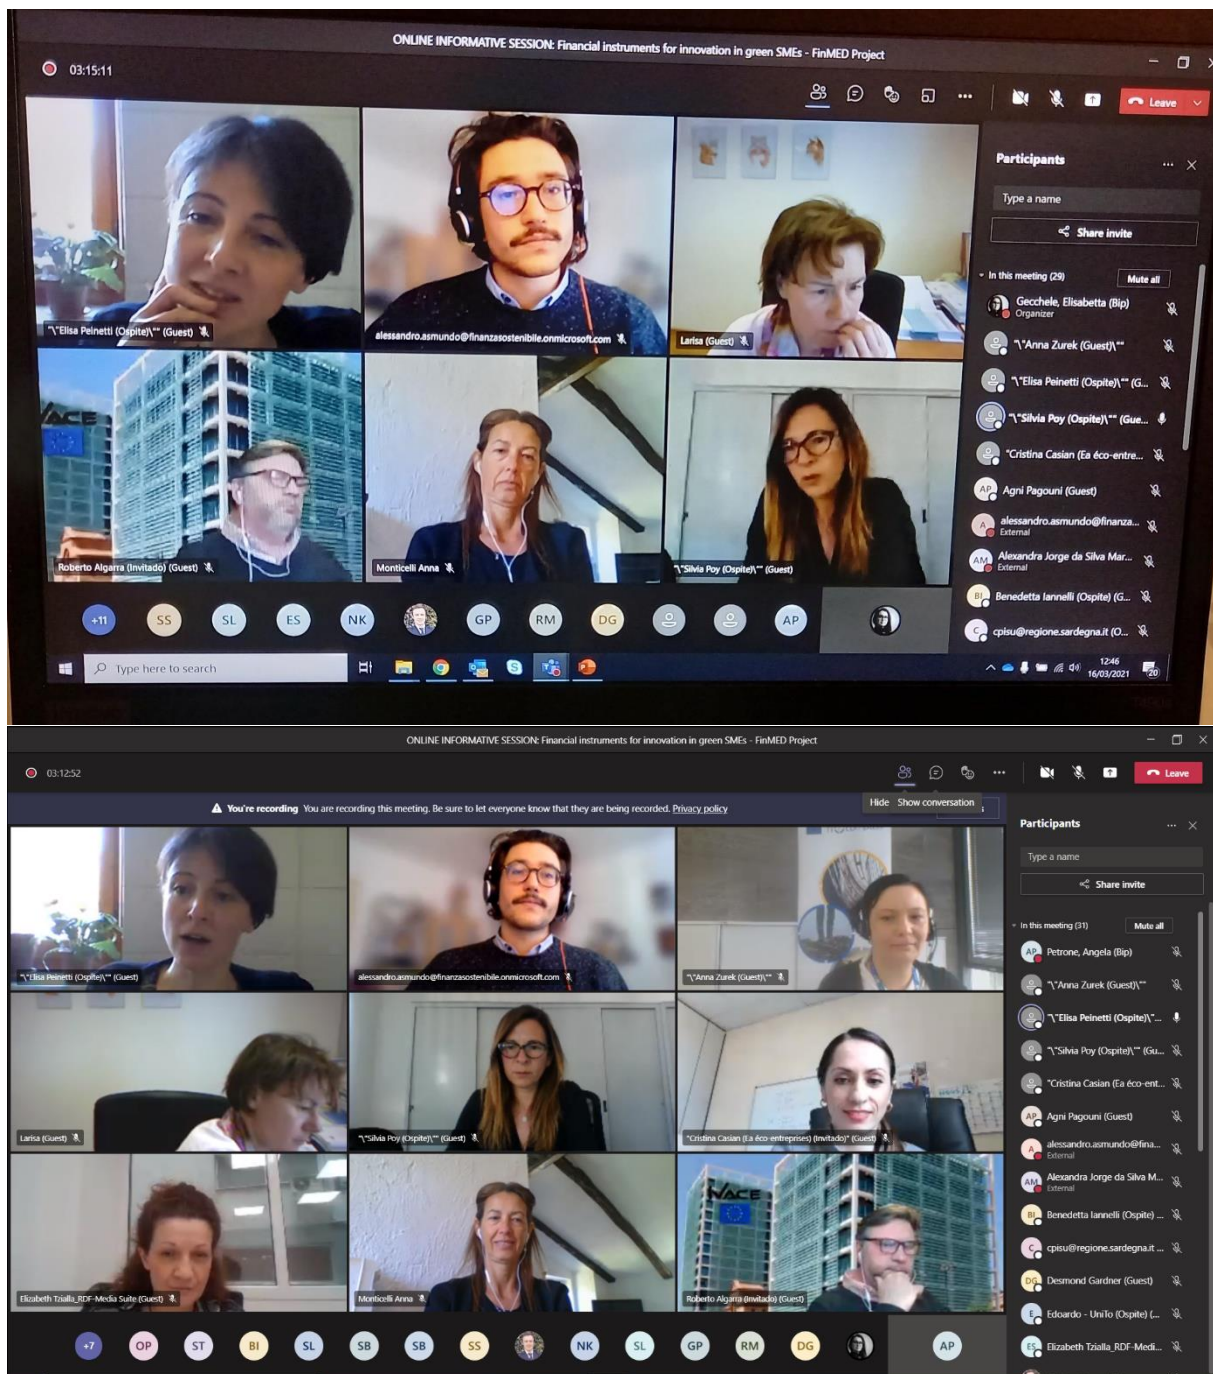 ONLINE INFORMATIVE SESSION: Financial instruments for innovation in green SMEs - FinMED Project
03:15:11
Leave
Participants
Type a name
Share invite
In this meeting (29)
Mute all
Gecchele, Elisabetta (Bip)
Organizer
"\"Anna Zurek (Guest)\""
"\"Elisa Peinetti (Ospite)\"" (G...
"\"Silvia Poy (Ospite)\"" (Gue...
"Cristina Casian (Ea éco-entre...
AP Agni Pagouni (Guest)
A alessandro.asmundo@finanza...
External
AM Alexandra Jorge da Silva Mar...
External
BI Benedetta Iannelli (Ospite) (G...
C cpisu@regione.sardegna.it (O...
"\"Elisa Peinetti (Ospite)\"" (Guest)
alessandro.asmundo@finanzasostenibile.onmicrosoft.com
Larisa (Guest)
IVACE
Roberto Algarra (Invitado) (Guest)
Monticelli Anna
"\"Silvia Poy (Ospite)\"" (Guest)
+11 SS SL ES NK GP RM DG AP
Type here to search
12:46
16/03/2021
20
ONLINE INFORMATIVE SESSION: Financial instruments for innovation in green SMEs - FinMED Project
03:12:52
Leave
You're recording You are recording this meeting. Be sure to let everyone know that they are being recorded. Privacy policy
Hide Show conversation
Participants
Type a name
Share invite
In this meeting (31)
Mute all
AP Petrone, Angela (Bip)
"\"Anna Zurek (Guest)\""
"\"Elisa Peinetti (Ospite)\"...
"\"Silvia Poy (Ospite)\"" (Gu...
"Cristina Casian (Ea éco-ent...
AP Agni Pagouni (Guest)
A alessandro.asmundo@fina...
External
AM Alexandra Jorge da Silva M...
External
BI Benedetta Iannelli (Ospite) ...
C cpisu@regione.sardegna.it ...
DG Desmond Gardner (Guest)
E Edoardo - UniTo (Ospite) (...
ES Elizabeth Tzialla_RDF-Medi...
"\"Elisa Peinetti (Ospite)\"" (Guest)
alessandro.asmundo@finanzasostenibile.onmicrosoft.com
"\"Anna Zurek (Guest)\""
Larisa (Guest)
"\"Silvia Poy (Ospite)\"" (Guest)
"Cristina Casian (Ea éco-entreprises) (Invitado)" (Guest)
IVACE
Elizabeth Tzialla_RDF-Media Suite (Guest)
Monticelli Anna
Roberto Algarra (Invitado) (Guest)
+7 OP ST BI SL SB SB SS NK SL GP RM DG AP